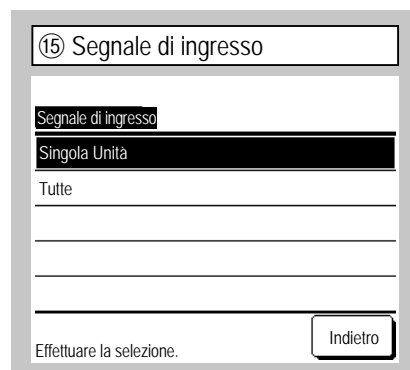 ⑮ Segnale di ingresso
Segnale di ingresso
Singola Unità
Tutte
Effettuare la selezione.
Indietro